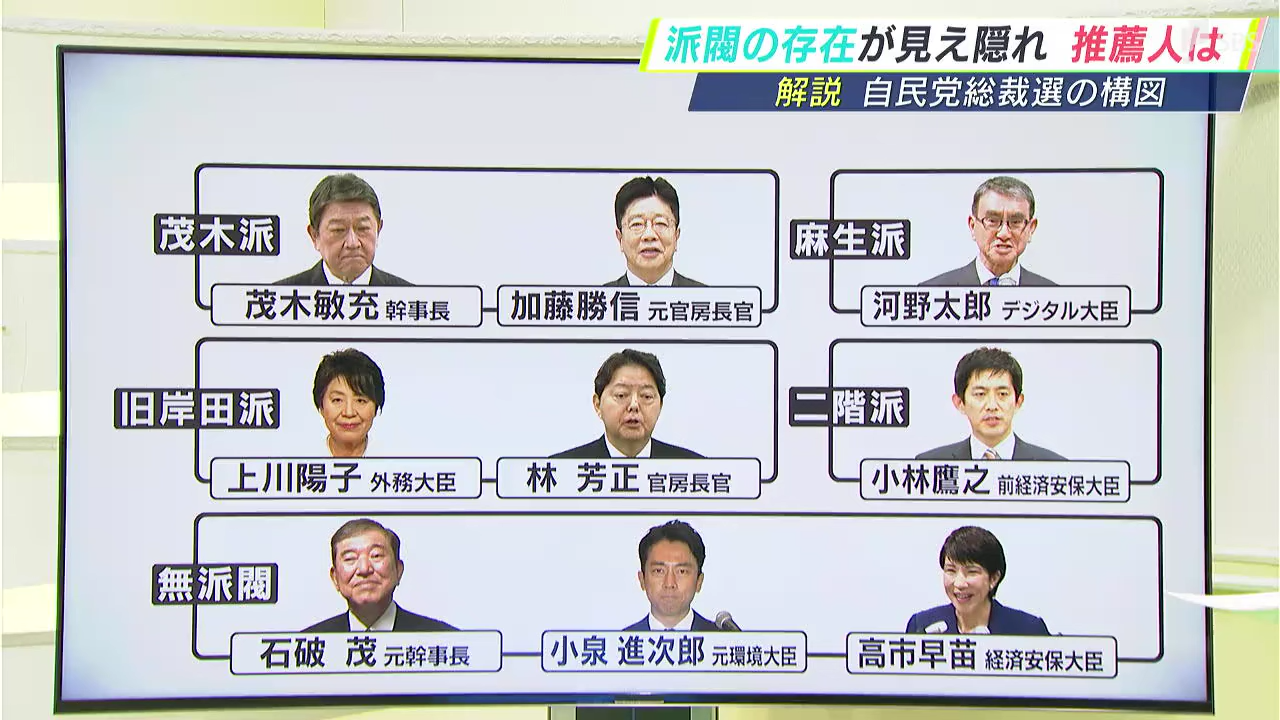 派閥の存在が見え隠れ 推薦人は
解説 自民党総裁選の構図
茂木派
茂木敏充 幹事長
加藤勝信 元官房長官
麻生派
河野太郎 デジタル大臣
旧岸田派
上川陽子 外務大臣
林 芳正 官房長官
二階派
小林鷹之 前経済安保大臣
無派閥
石破 茂 元幹事長
小泉 進次郎 元環境大臣
高市早苗 経済安保大臣